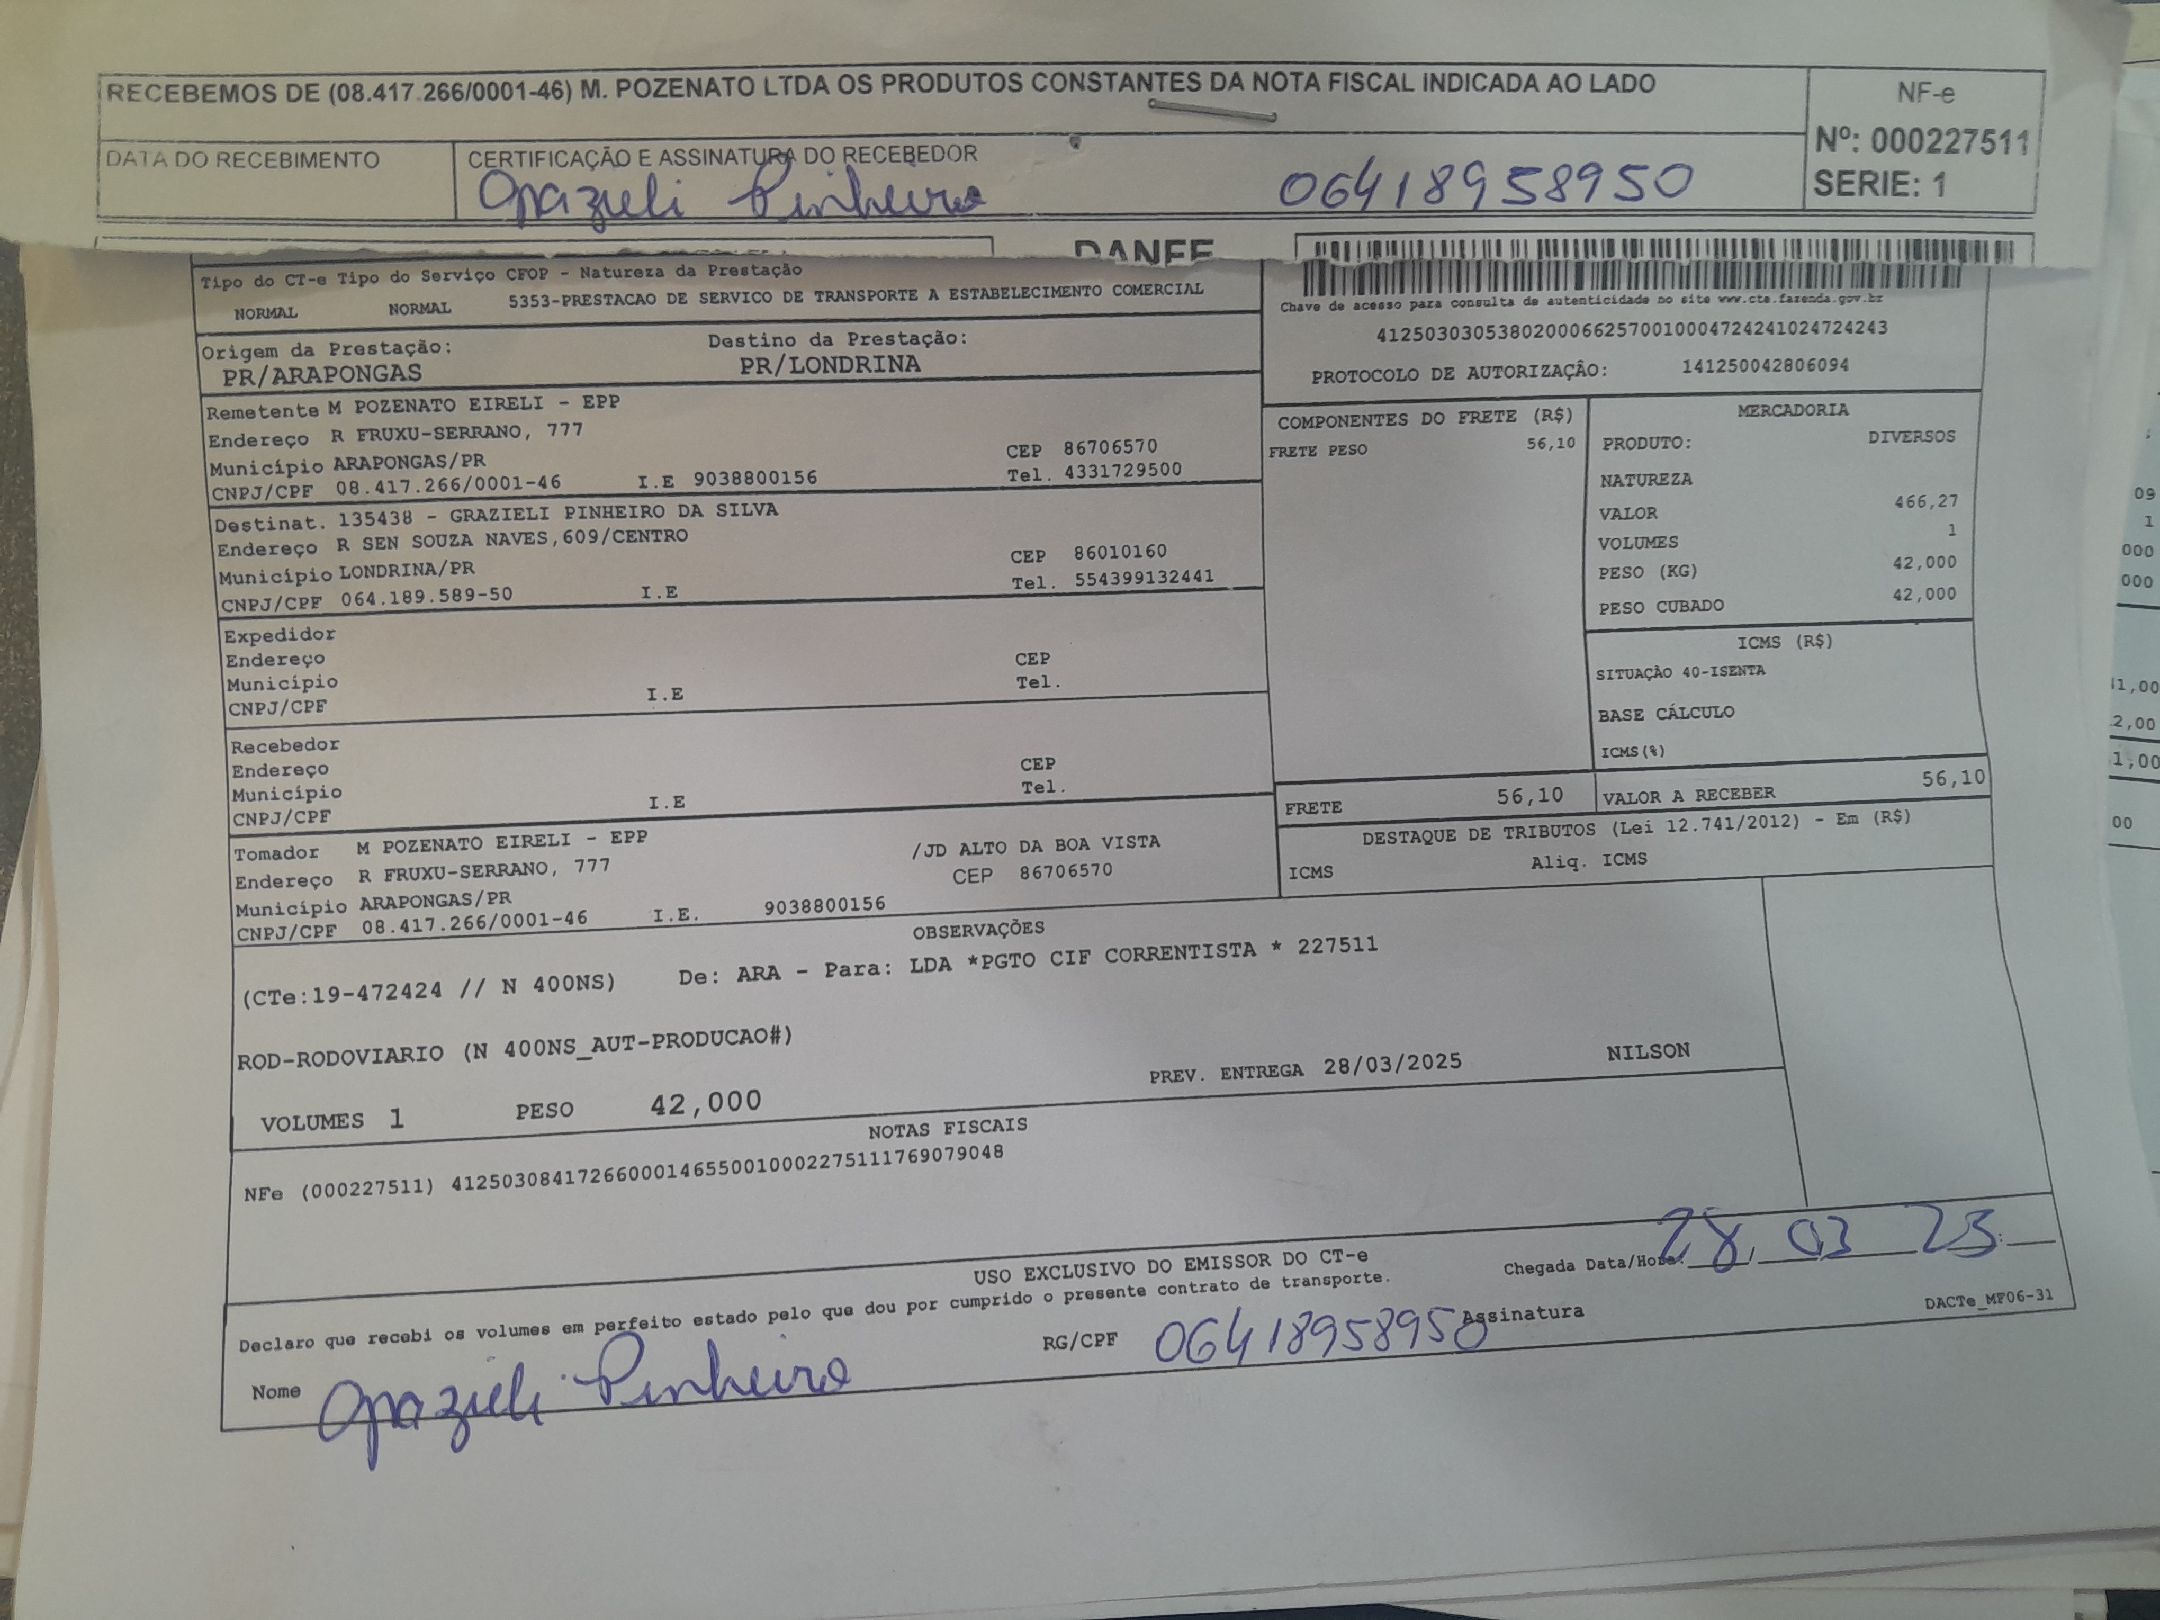 RECEBEMOS DE (08.417.266/0001-46) M. POZENATO LTDA OS PRODUTOS CONSTANTES DA NOTA FISCAL INDICADA AO LADO
NF-e
Nº: 000227511
SERIE: 1
DATA DO RECEBIMENTO
CERTIFICAÇÃO E ASSINATURA DO RECEBEDOR
Grazieli Pinheiro 06418958950
DANFE
Tipo do CT-e Tipo do Serviço CFOP - Natureza da Prestação
NORMAL NORMAL 5353-PRESTACAO DE SERVICO DE TRANSPORTE A ESTABELECIMENTO COMERCIAL
Chave de acesso para consulta de autenticidade no site www.cte.fazenda.gov.br
41250303053802000662570010004724241024724243
PROTOCOLO DE AUTORIZAÇÂO: 141250042806094
Origem da Prestação: Destino da Prestação:
PR/ARAPONGAS PR/LONDRINA
Remetente M POZENATO EIRELI - EPP
Endereço R FRUXU-SERRANO, 777
Município ARAPONGAS/PR CEP 86706570
CNPJ/CPF 08.417.266/0001-46 I.E 9038800156 Tel. 4331729500
Destinat. 135438 - GRAZIELI PINHEIRO DA SILVA
Endereço R SEN SOUZA NAVES,609/CENTRO
Município LONDRINA/PR CEP 86010160
CNPJ/CPF 064.189.589-50 I.E Tel. 554399132441
Expedidor
Endereço CEP
Município Tel.
CNPJ/CPF I.E
Recebedor
Endereço CEP
Município Tel.
CNPJ/CPF I.E
Tomador M POZENATO EIRELI - EPP
Endereço R FRUXU-SERRANO, 777 /JD ALTO DA BOA VISTA
Município ARAPONGAS/PR CEP 86706570
CNPJ/CPF 08.417.266/0001-46 I.E. 9038800156
COMPONENTES DO FRETE (R$)
FRETE PESO 56,10
MERCADORIA
PRODUTO: DIVERSOS
NATUREZA
VALOR 466,27
VOLUMES 1
PESO (KG) 42,000
PESO CUBADO 42,000
ICMS (R$)
SITUAÇÃO 40-ISENTA
BASE CÁLCULO
ICMS(%)
FRETE 56,10 VALOR A RECEBER 56,10
DESTAQUE DE TRIBUTOS (Lei 12.741/2012) - Em (R$)
ICMS Aliq. ICMS
OBSERVAÇÕES
(CTe:19-472424 // N 400NS) De: ARA - Para: LDA *PGTO CIF CORRENTISTA * 227511
ROD-RODOVIARIO (N 400NS_AUT-PRODUCAO#)
VOLUMES 1 PESO 42,000 PREV. ENTREGA 28/03/2025 NILSON
NOTAS FISCAIS
NFe (000227511) 41250308417266000146550010002275111769079048
USO EXCLUSIVO DO EMISSOR DO CT-e
Declaro que recebi os volumes em perfeito estado pelo que dou por cumprido o presente contrato de transporte.
Chegada Data/Hora: 28/03 25
Nome Grazieli Pinheiro RG/CPF 06418958950 Assinatura
DACTe_MF06-31
09
1
000
000
2,00
1,00
00